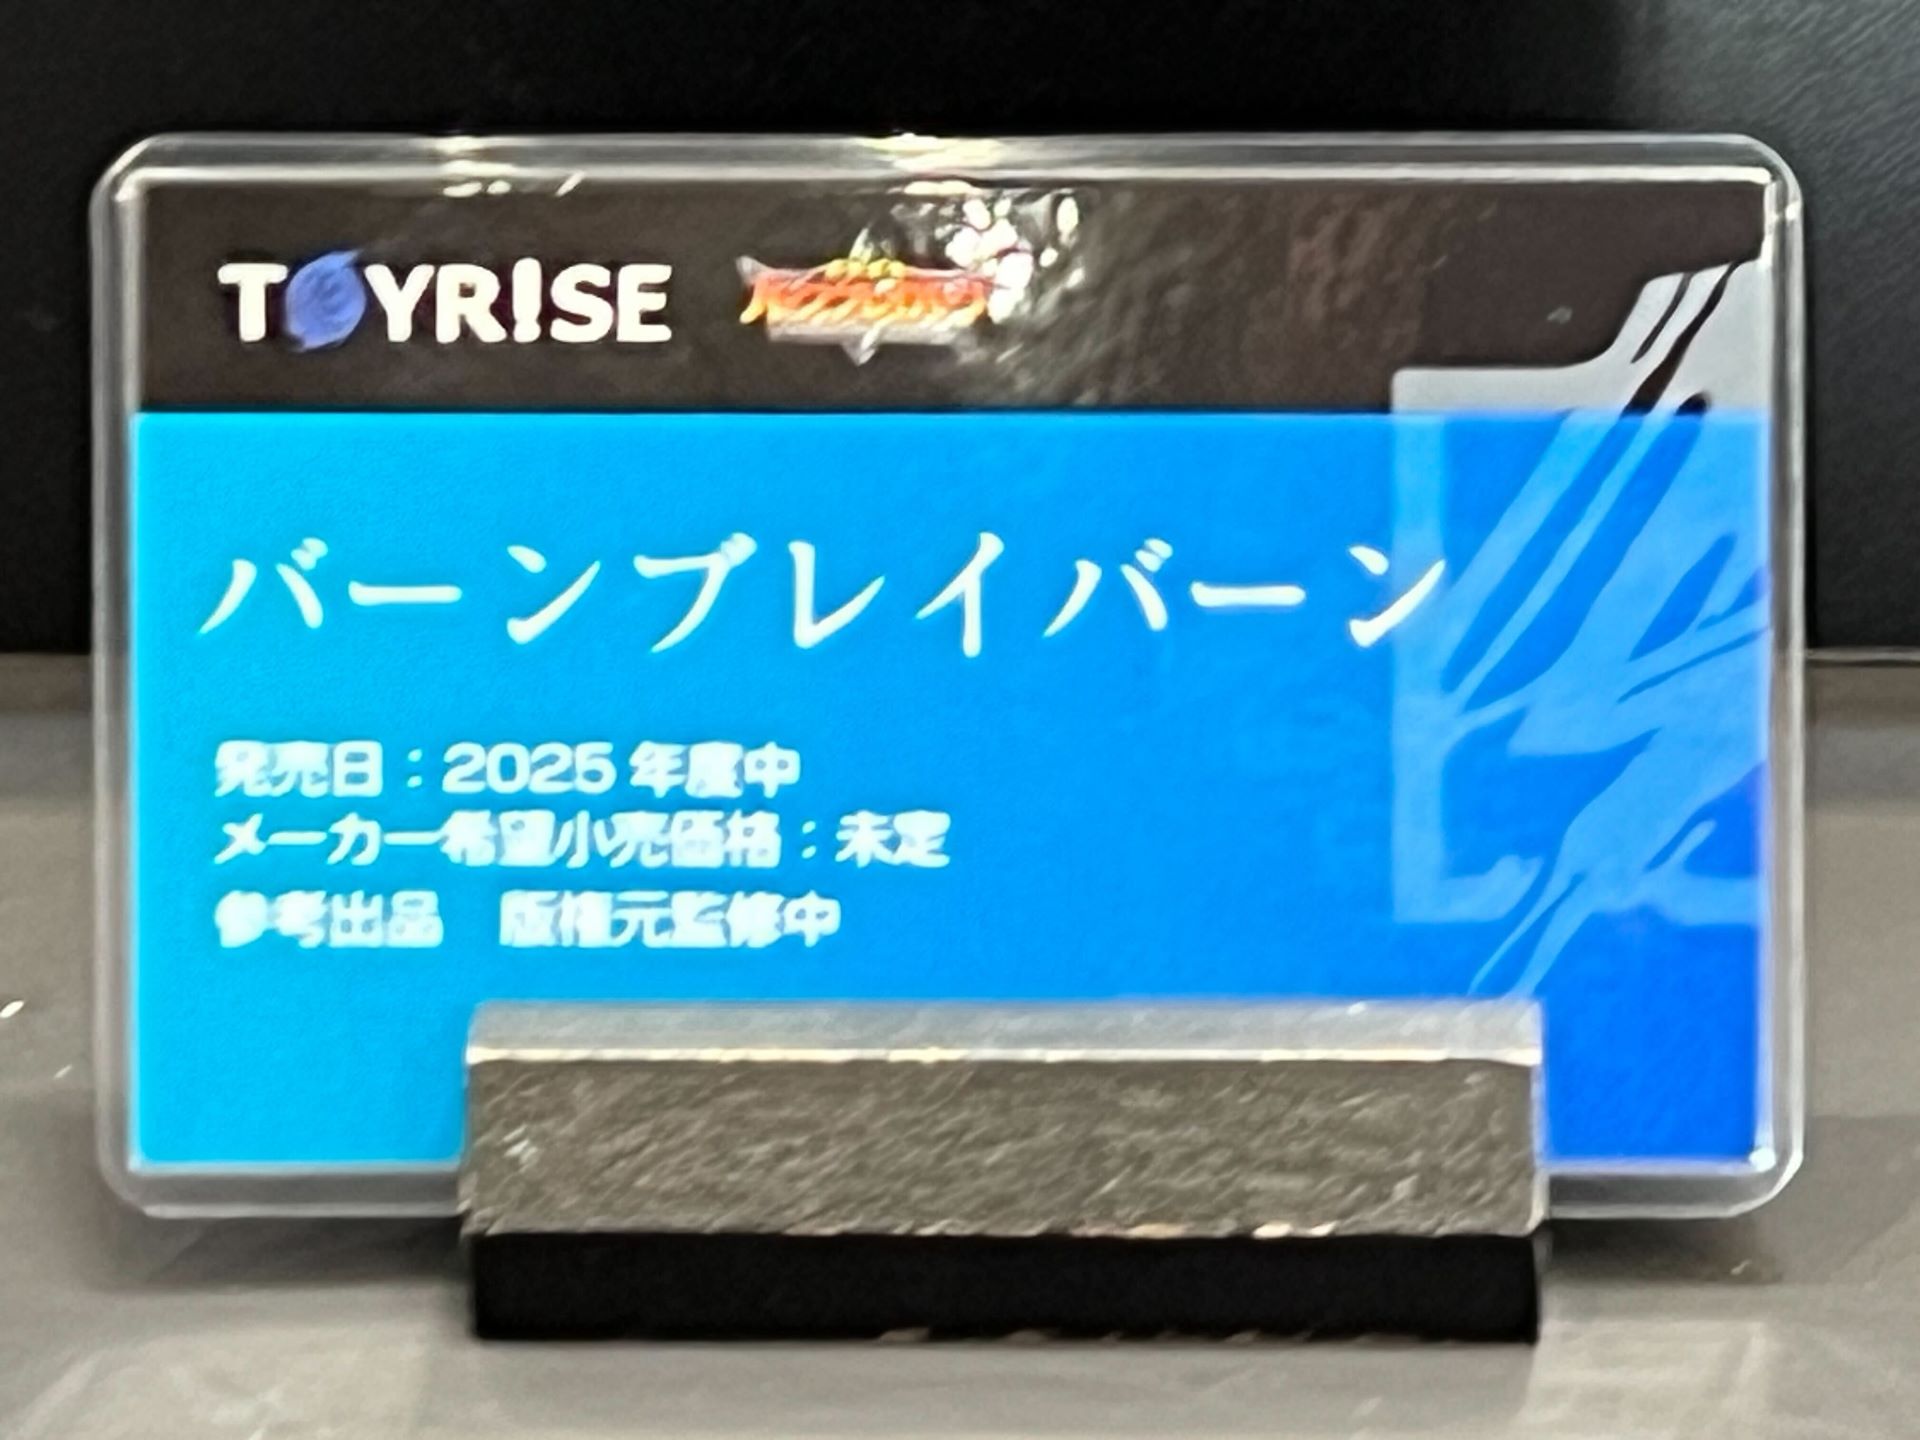 TOYR!SE
バーンブレイバーン
発売日：2025年度中
メーカー希望小売価格：未定
参考出品　版権元監修中